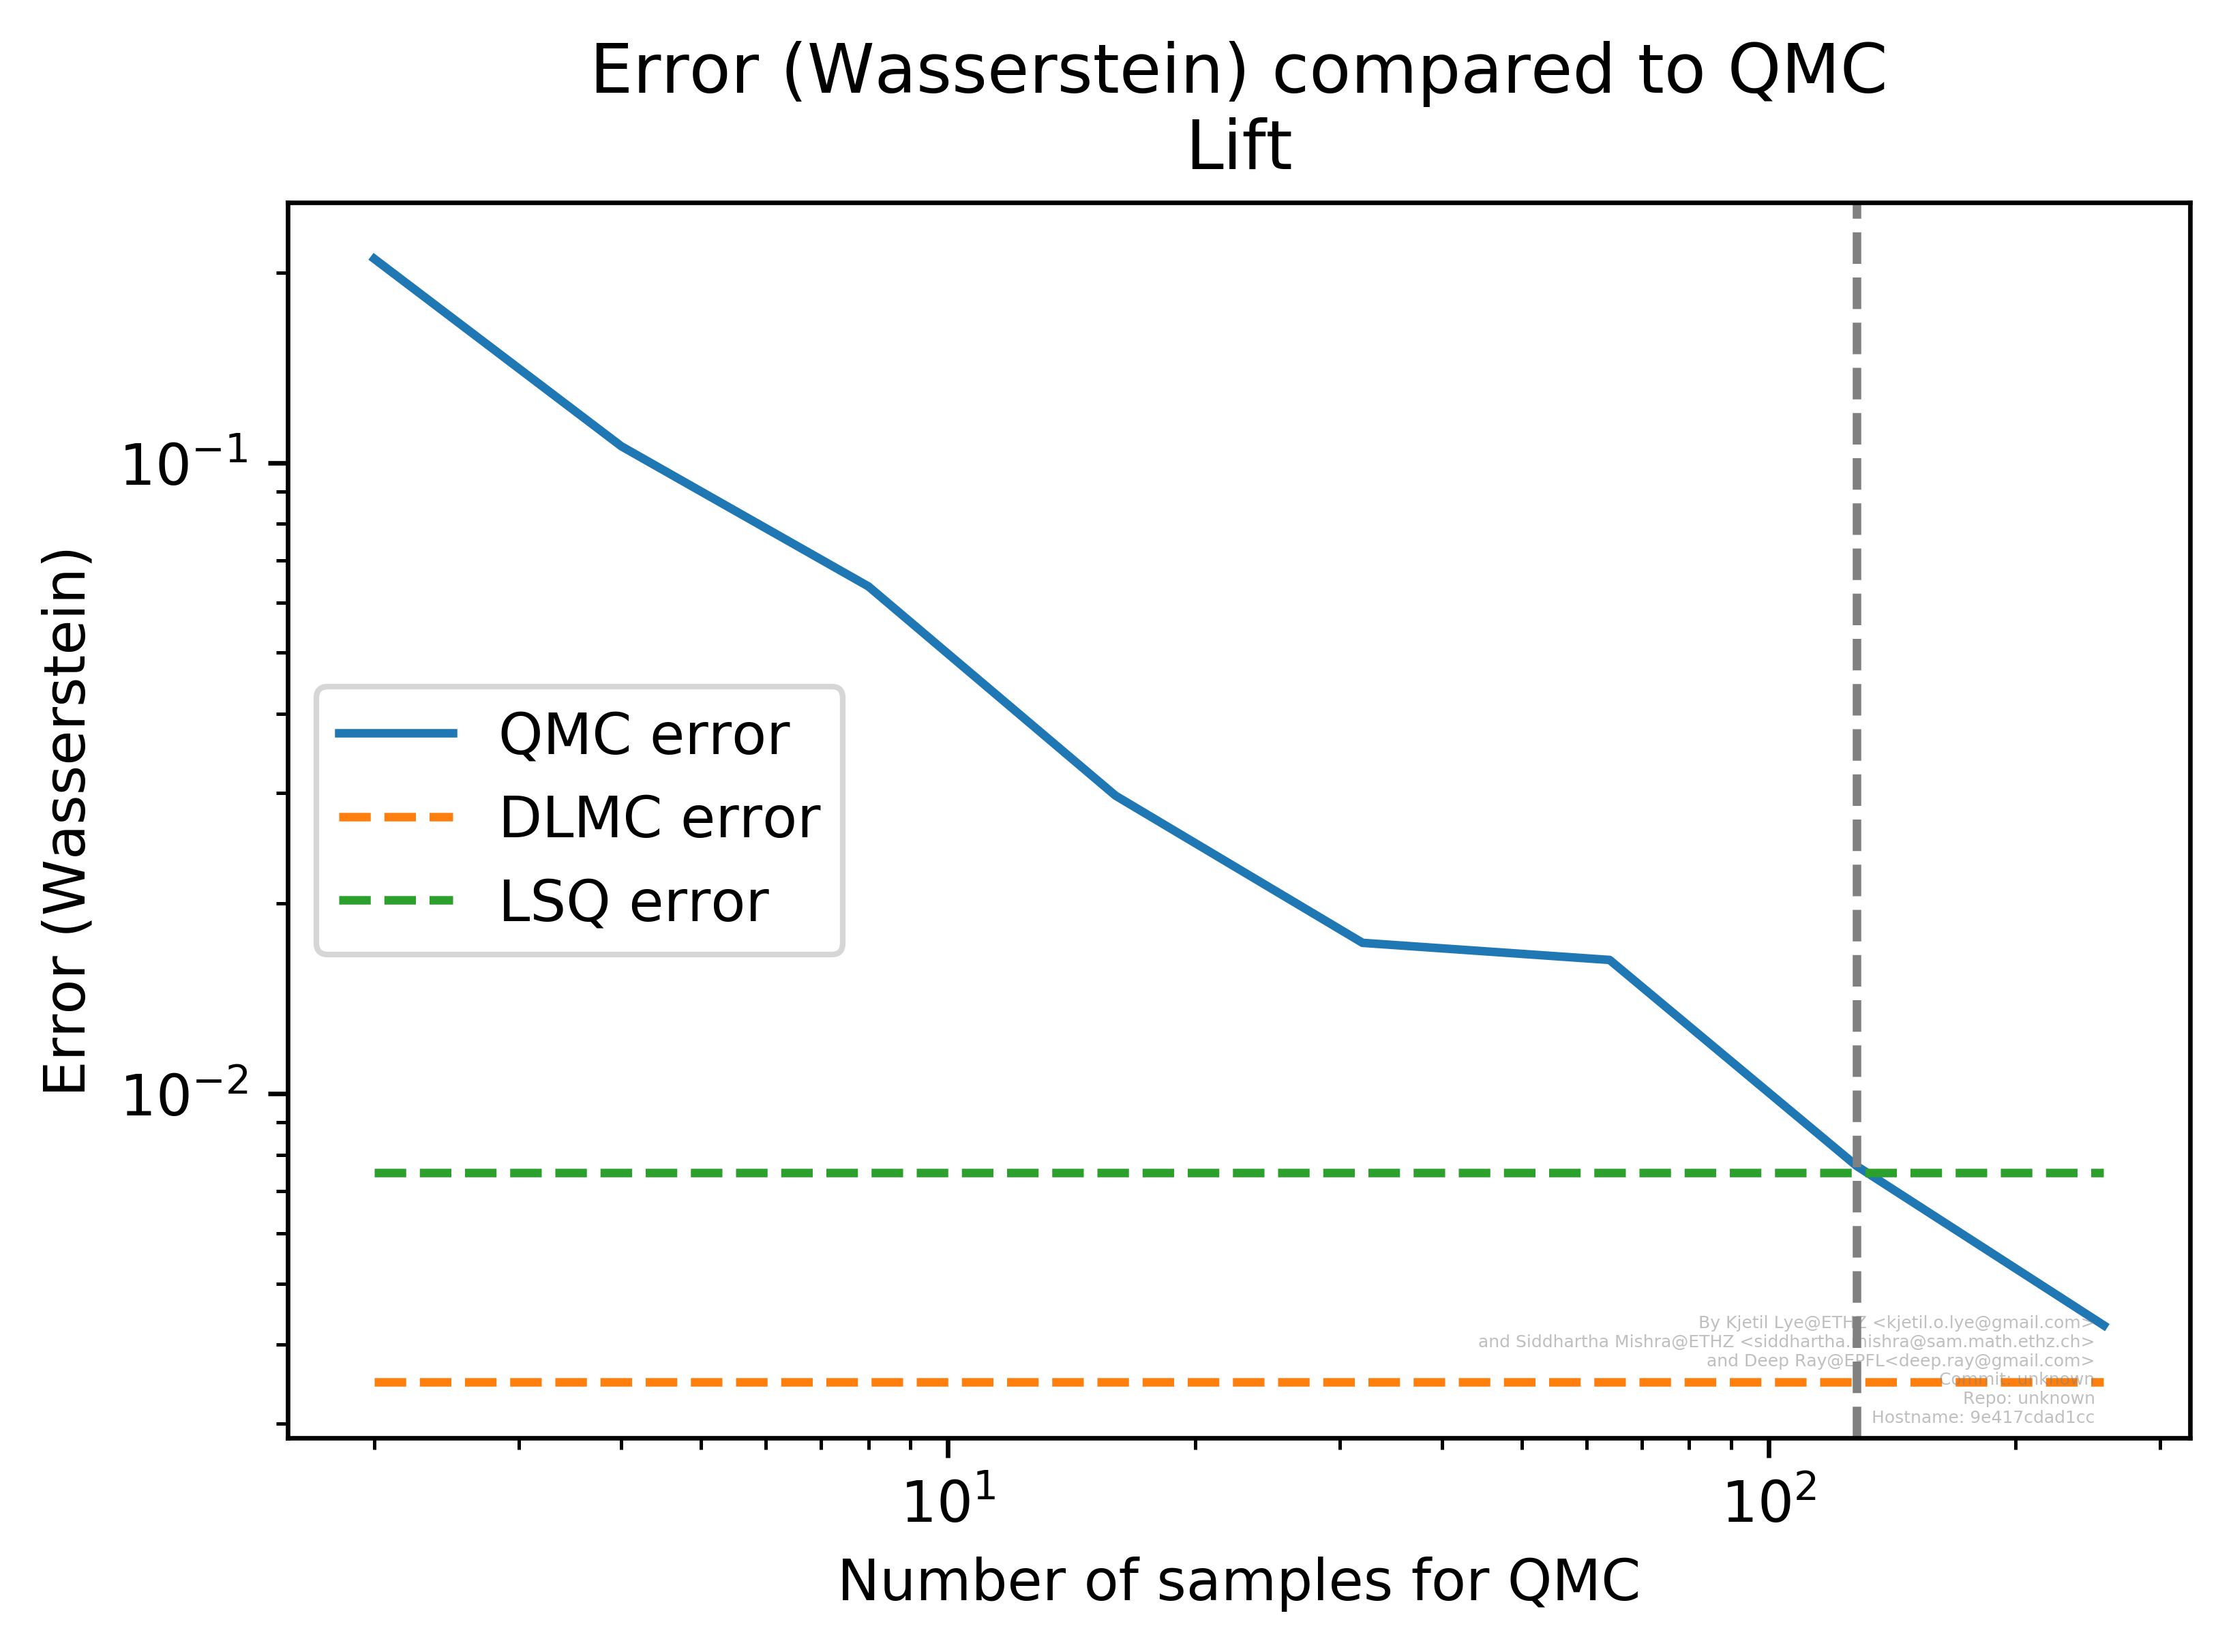 Error (Wasserstein) compared to QMC
Lift
Error (Wasserstein)
10⁻¹
10⁻²
QMC error
DLMC error
LSQ error
By Kjetil Lye@ETHZ <kjetil.o.lye@gmail.com>
and Siddhartha Mishra@ETHZ <siddhartha.mishra@sam.math.ethz.ch>
and Deep Ray@EPFL<deep.ray@gmail.com>
Commit: unknown
Repo: unknown
Hostname: 9e417cdad1cc
10¹
10²
Number of samples for QMC